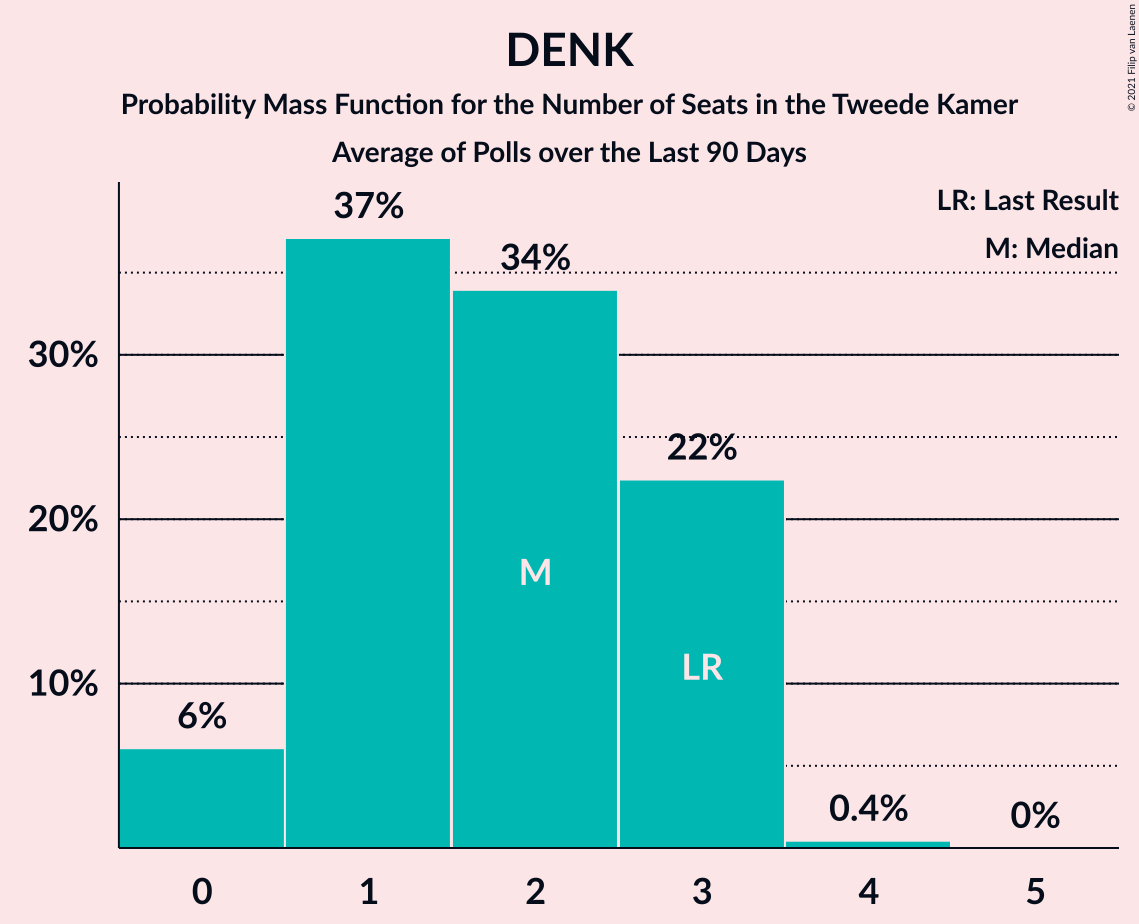 DENK
Probability Mass Function for the Number of Seats in the Tweede Kamer
Average of Polls over the Last 90 Days
© 2021 Filip van Laenen
LR: Last Result
M: Median
37%
34%
30%
22%
20%
M
LR
10%
6%
0.4%
0%
0 1 2 3 4 5